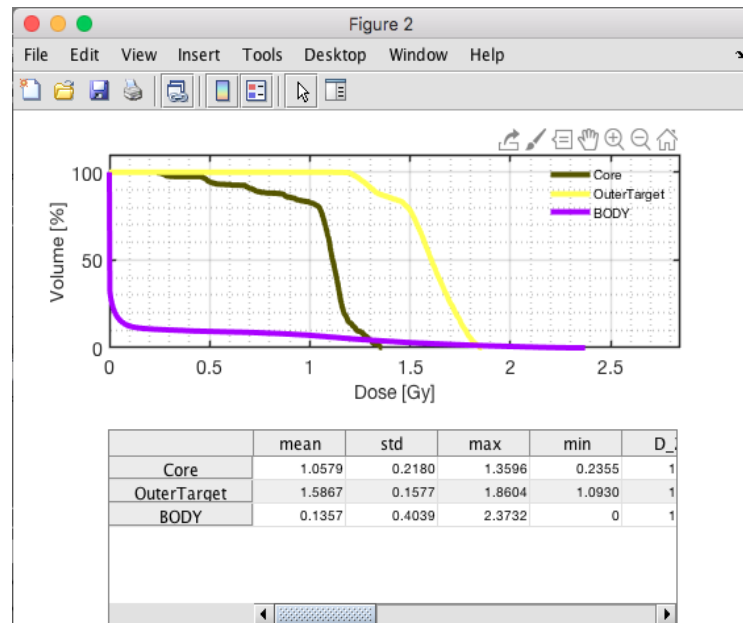 Figure 2
File Edit View Insert Tools Desktop Window Help
Core
OuterTarget
BODY
Volume [%]
100
50
0
0 0.5 1 1.5 2 2.5
Dose [Gy]
mean std max min
Core 1.0579 0.2180 1.3596 0.2355 1
OuterTarget 1.5867 0.1577 1.8604 1.0930 1
BODY 0.1357 0.4039 2.3732 0 1